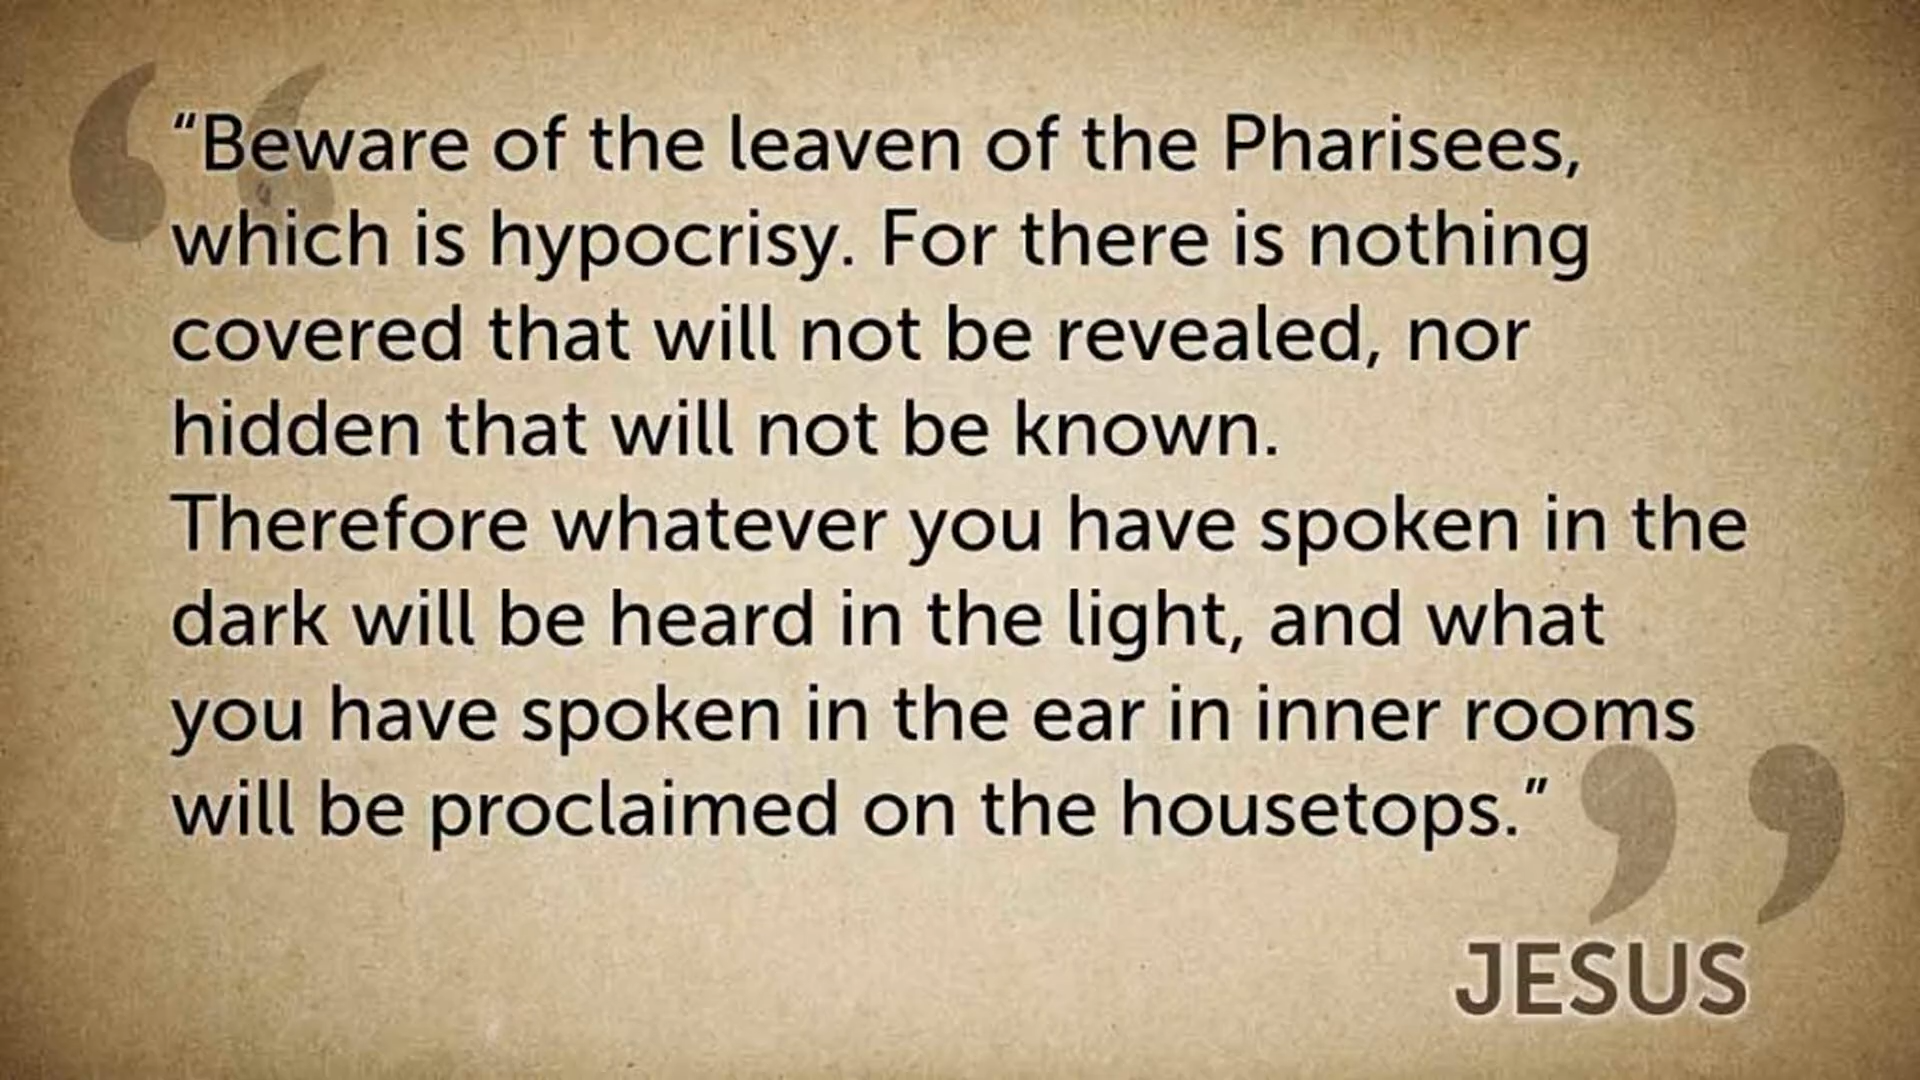 “Beware of the leaven of the Pharisees,
which is hypocrisy. For there is nothing
covered that will not be revealed, nor
hidden that will not be known.
Therefore whatever you have spoken in the
dark will be heard in the light, and what
you have spoken in the ear in inner rooms
will be proclaimed on the housetops.”
JESUS